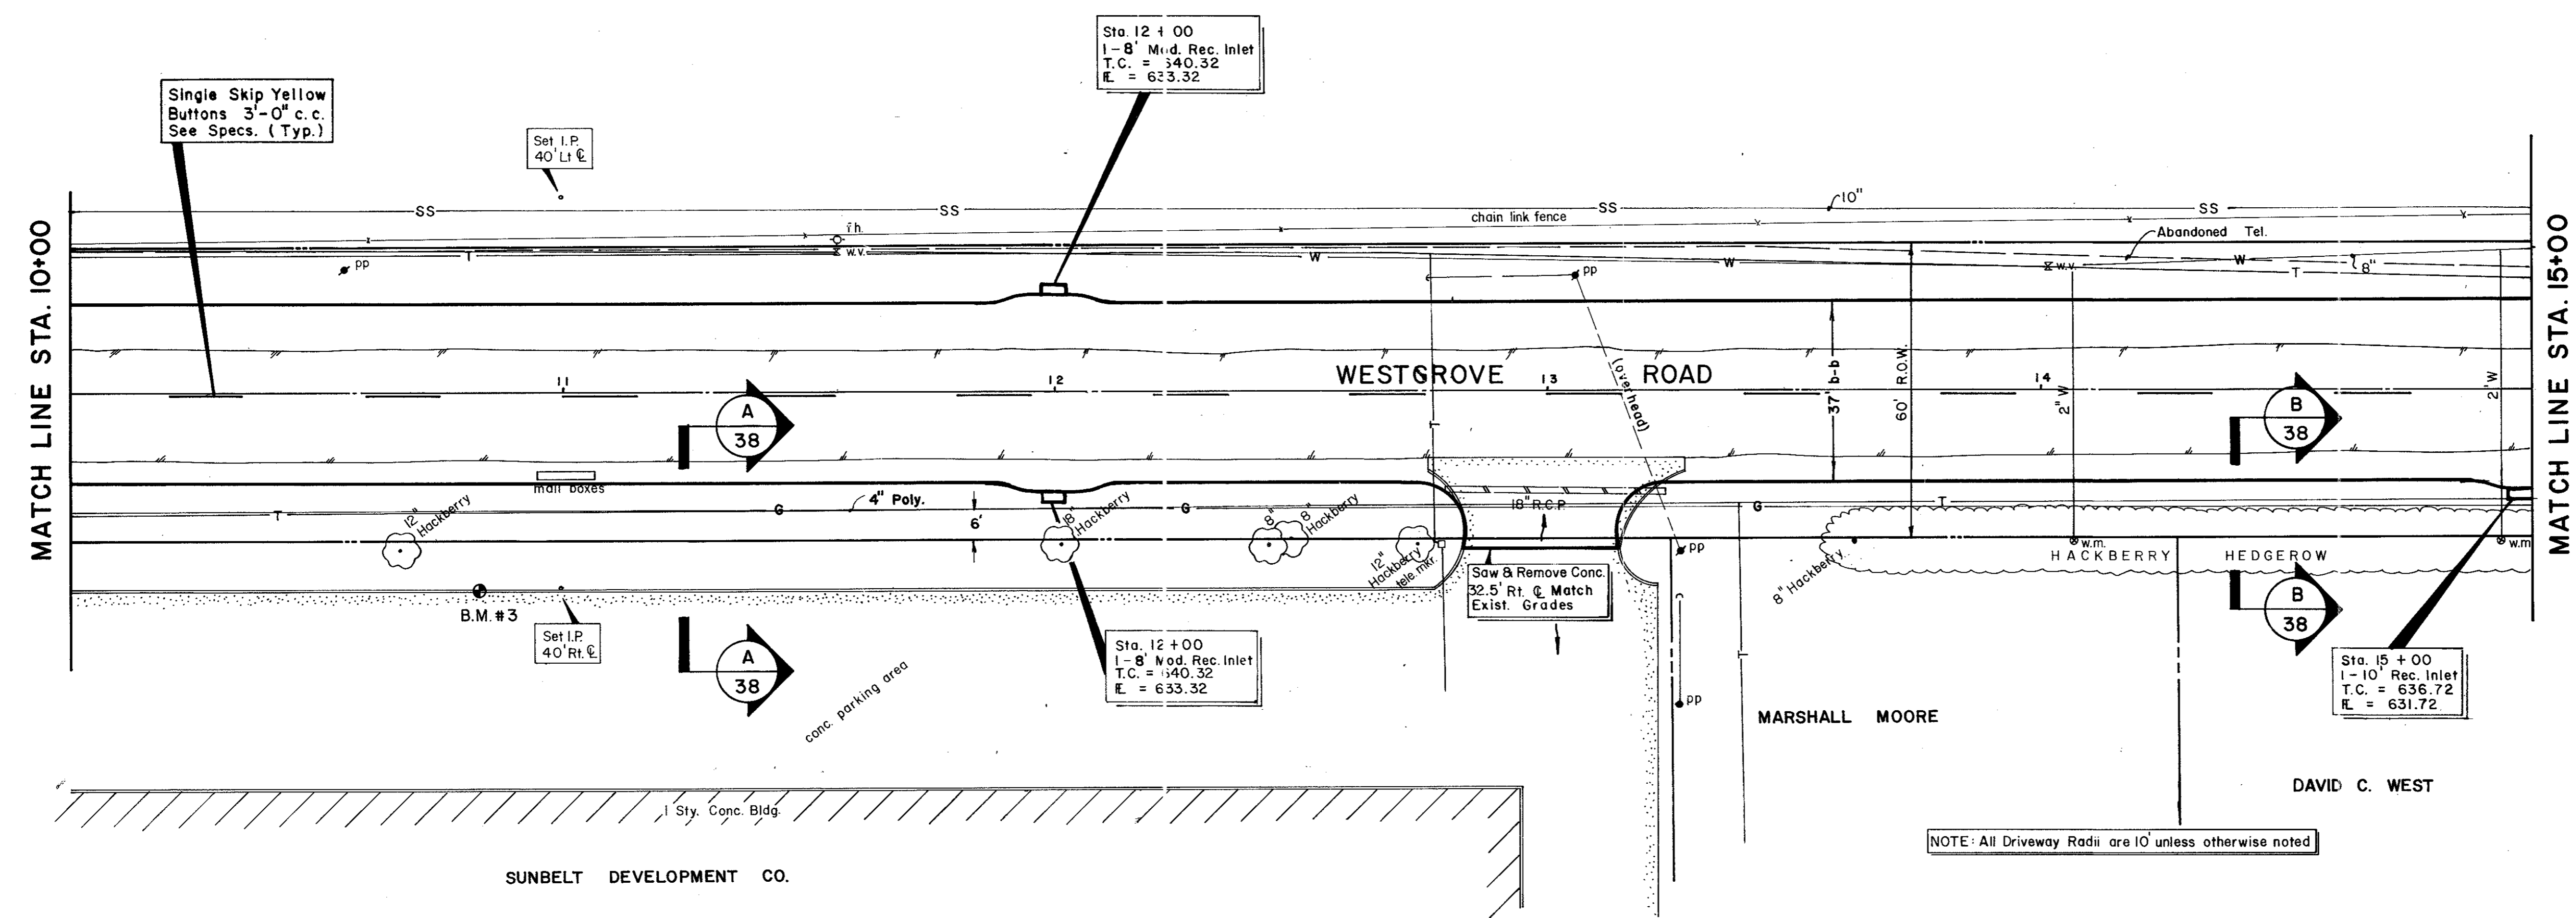 Sta. 12 + 00
1-8' Mod. Rec. Inlet
T.C. = 640.32
FL = 633.32
Single Skip Yellow
Buttons 3'-0" c.c.
See Specs. (Typ.)
Set I.P.
40' Lt ℄
MATCH LINE STA. 10+00
MATCH LINE STA. 15+00
SS
SS
SS
10"
SS
chain link fence
f.h.
w.v.
Abandoned Tel.
PP
T
W
PP
W
w.v.
W
T
8"
WESTGROVE ROAD
11
12
13
14
(overhead)
37' b-b
60' R.O.W.
2" W
2" W
T
A
38
B
38
mail boxes
4" Poly.
T
12" Hackberry
G
6'
18" Hackberry
G
8"
8" Hackberry
18" R.C.P.
G
T
12" Hackberry
tele. mkr.
PP
8" Hackberry
w.m.
w.m.
HACKBERRY HEDGEROW
Saw & Remove Conc.
32.5' Rt. ℄ Match
Exist. Grades
B.M. #3
Set I.P.
40' Rt. ℄
A
38
B
38
Sta. 12 + 00
1-8' Mod. Rec. Inlet
T.C. = 640.32
FL = 633.32
conc. parking area
T
PP
Sta. 15 + 00
1-10' Rec. Inlet
T.C. = 636.72
FL = 631.72
MARSHALL MOORE
DAVID C. WEST
1 Sty. Conc. Bldg.
NOTE: All Driveway Radii are 10' unless otherwise noted
SUNBELT DEVELOPMENT CO.